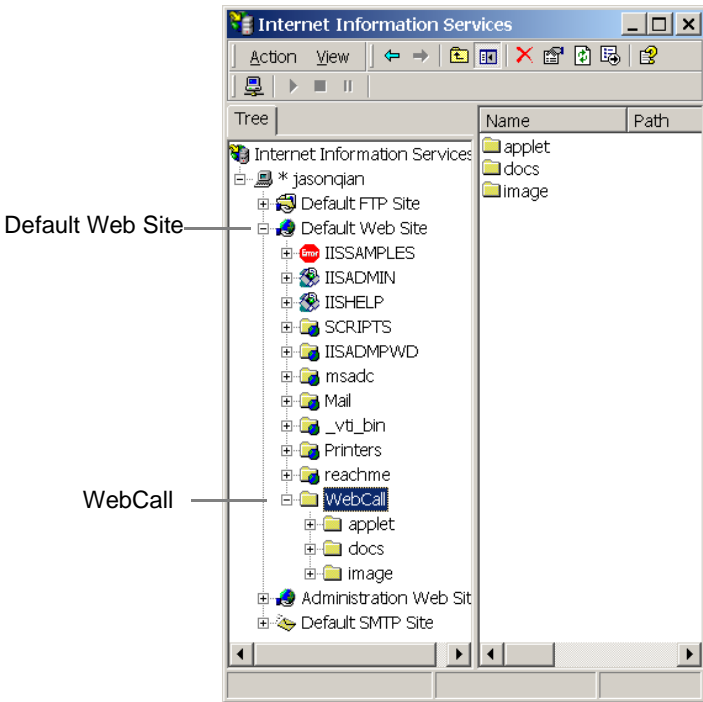 Internet Information Services
Action View
Tree
Name Path
Internet Information Services
* jasonqian
Default FTP Site
Default Web Site
Default Web Site
IISSAMPLES
IISADMIN
IISHELP
SCRIPTS
IISADMPWD
msadc
Mail
_vti_bin
Printers
reachme
WebCall
WebCall
applet
docs
image
Administration Web Sit
Default SMTP Site
applet
docs
image
Error